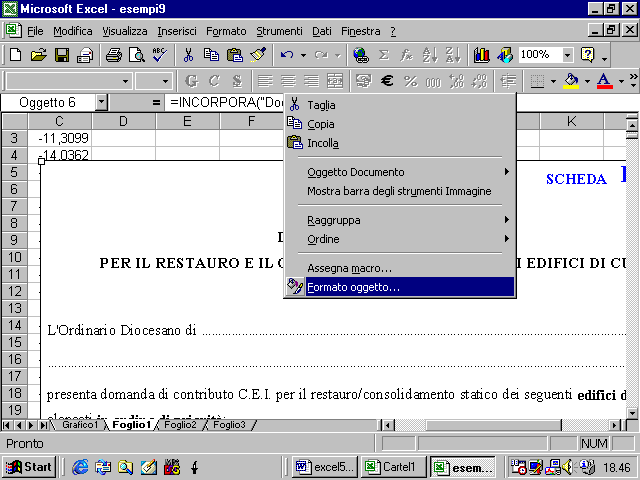 Microsoft Excel - esempi9
File Modifica Visualizza Inserisci Formato Strumenti Dati Finestra ?
100%
G C S % 000
Oggetto 6 = =INCORPORA("Doc
C D E F K
3 -11,3099
4 -14,0362
5
6
7
8
9
10
11
12
13
14
15
16
17
18
19
Taglia
Copia
Incolla
Oggetto Documento
Mostra barra degli strumenti Immagine
Raggruppa
Ordine
Assegna macro...
Formato oggetto...
SCHEDA
PER IL RESTAURO E IL I EDIFICI DI CU
L'Ordinario Diocesano di
presenta domanda di contributo C.E.I. per il restauro/consolidamento statico dei seguenti edifici d
elencati in ordine di priorità:
Grafico1 Foglio1 Foglio2 Foglio3
Pronto NUM
Start excel5... Cartel1 esem... 18.46